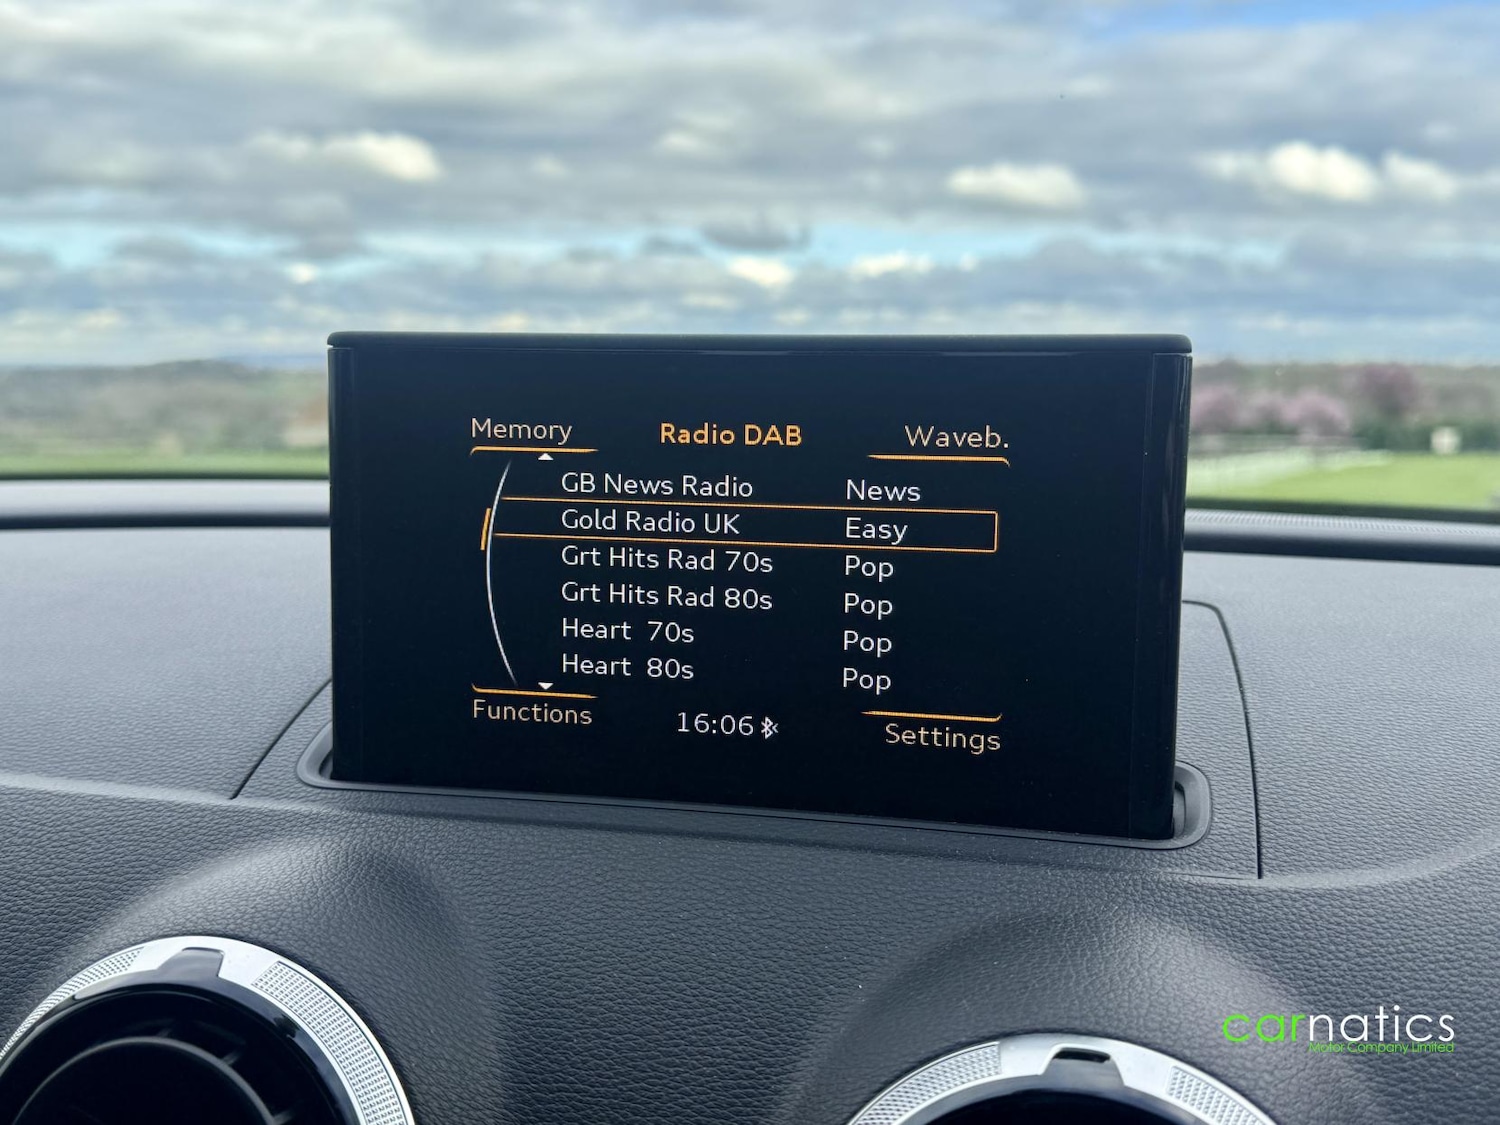 Memory Radio DAB Waveb.
GB News Radio News
Gold Radio UK Easy
Grt Hits Rad 70s Pop
Grt Hits Rad 80s Pop
Heart 70s Pop
Heart 80s Pop
Functions 16:06 Settings
carnatics
Motor Company Limited